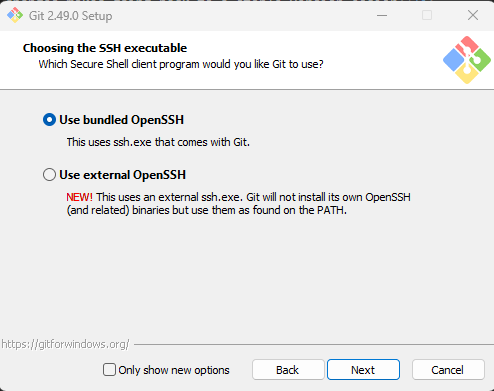 Git 2.49.0 Setup
Choosing the SSH executable
Which Secure Shell client program would you like Git to use?
Use bundled OpenSSH
This uses ssh.exe that comes with Git.
Use external OpenSSH
NEW! This uses an external ssh.exe. Git will not install its own OpenSSH
(and related) binaries but use them as found on the PATH.
https://gitforwindows.org/
Only show new options
Back
Next
Cancel